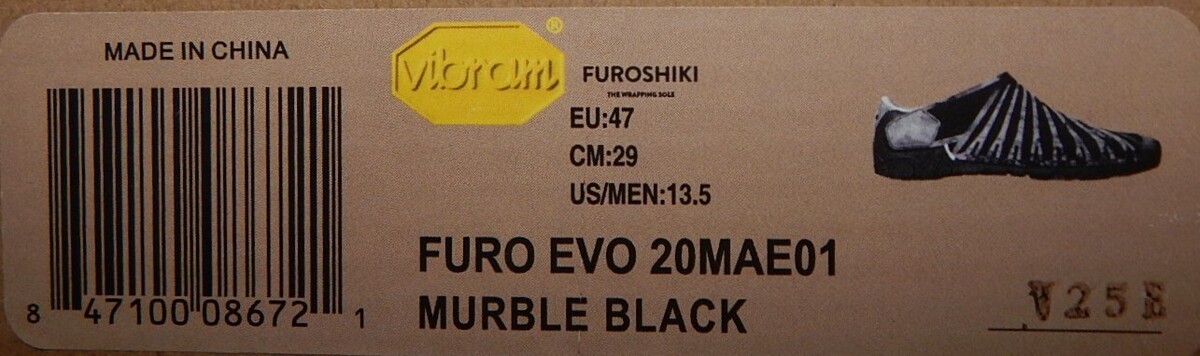 MADE IN CHINA
8 47100 08672 1
vibram®
FUROSHIKI
THE WRAPPING SOLE
EU:47
CM:29
US/MEN:13.5
FURO EVO 20MAE01
MURBLE BLACK
V25E